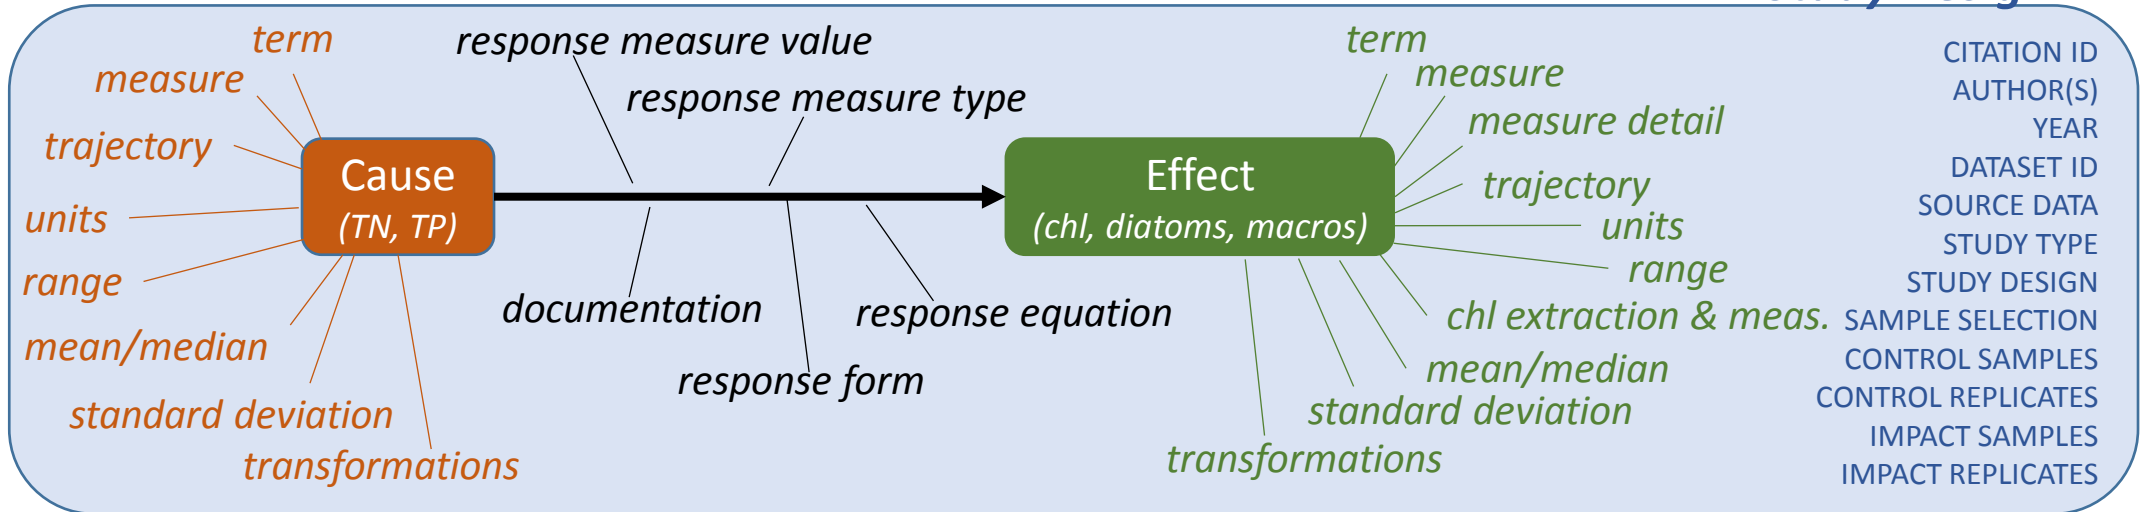 term
measure
trajectory
units
range
mean/median
standard deviation
transformations
Cause
(TN, TP)
response measure value
response measure type
documentation
response equation
response form
Effect
(chl, diatoms, macros)
term
measure
measure detail
trajectory
units
range
chl extraction & meas.
mean/median
standard deviation
transformations
CITATION ID
AUTHOR(S)
YEAR
DATASET ID
SOURCE DATA
STUDY TYPE
STUDY DESIGN
SAMPLE SELECTION
CONTROL SAMPLES
CONTROL REPLICATES
IMPACT SAMPLES
IMPACT REPLICATES